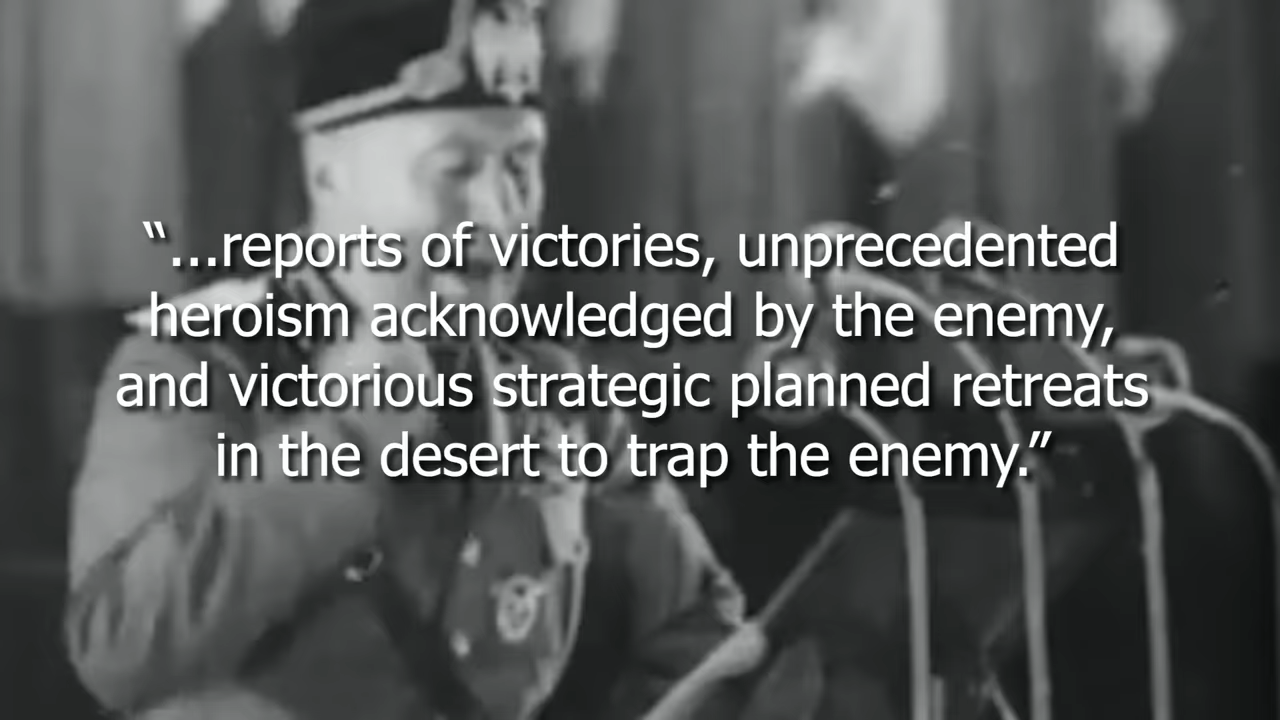 “...reports of victories, unprecedented
heroism acknowledged by the enemy,
and victorious strategic planned retreats
in the desert to trap the enemy.”